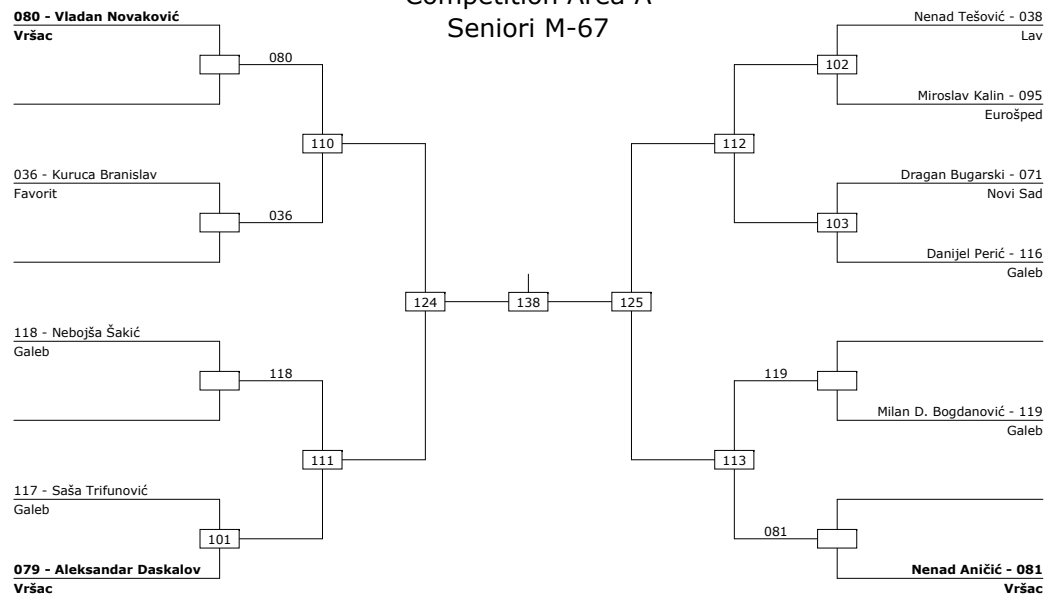 Competition Area A
Seniori M-67
080 - Vladan Novaković
Vršac
080
036 - Kuruca Branislav
Favorit
036
110
118 - Nebojša Šakić
Galeb
118
117 - Saša Trifunović
Galeb
101
079 - Aleksandar Daskalov
Vršac
111
124
138
125
Nenad Tešović - 038
Lav
102
Miroslav Kalin - 095
Eurošped
112
Dragan Bugarski - 071
Novi Sad
103
Danijel Perić - 116
Galeb
119
Milan D. Bogdanović - 119
Galeb
113
081
Nenad Aničić - 081
Vršac